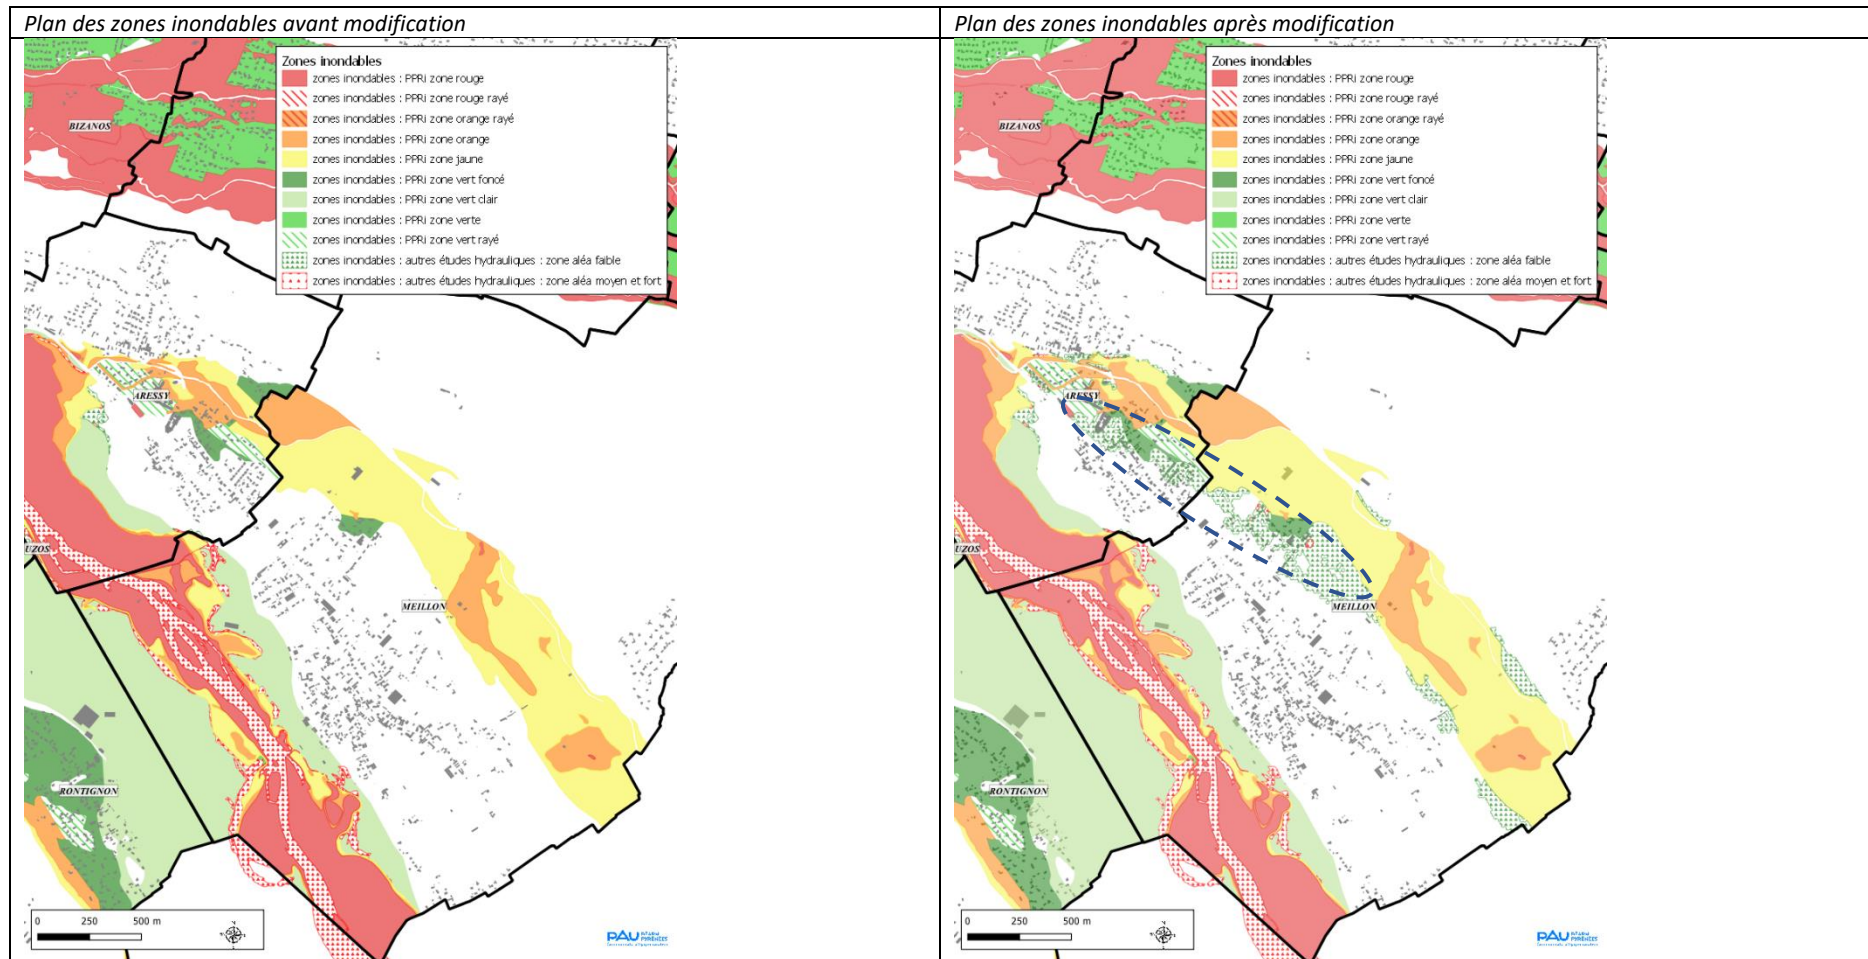 Plan des zones inondables avant modification
Zones inondables
zones inondables : PPRi zone rouge
zones inondables : PPRi zone rouge rayé
zones inondables : PPRi zone orange rayé
zones inondables : PPRi zone orange
zones inondables : PPRi zone jaune
zones inondables : PPRi zone vert foncé
zones inondables : PPRi zone vert clair
zones inondables : PPRi zone verte
zones inondables : PPRi zone vert rayé
zones inondables : autres études hydrauliques : zone aléa faible
zones inondables : autres études hydrauliques : zone aléa moyen et fort
BIZANOS
ARESSY
UZOS
MEILLON
RONTIGNON
0 250 500 m
PAU BÉARN PYRÉNÉES
Plan des zones inondables après modification
Zones inondables
zones inondables : PPRi zone rouge
zones inondables : PPRi zone rouge rayé
zones inondables : PPRi zone orange rayé
zones inondables : PPRi zone orange
zones inondables : PPRi zone jaune
zones inondables : PPRi zone vert foncé
zones inondables : PPRi zone vert clair
zones inondables : PPRi zone verte
zones inondables : PPRi zone vert rayé
zones inondables : autres études hydrauliques : zone aléa faible
zones inondables : autres études hydrauliques : zone aléa moyen et fort
BIZANOS
ARESSY
UZOS
MEILLON
RONTIGNON
0 250 500 m
PAU BÉARN PYRÉNÉES